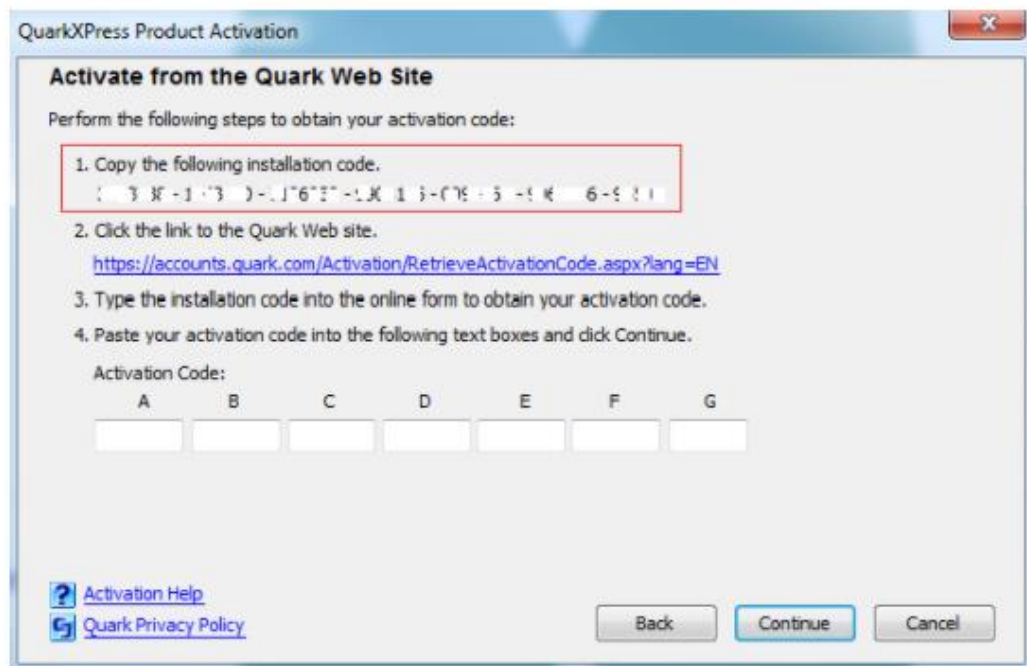 QuarkXPress Product Activation
Activate from the Quark Web Site
Perform the following steps to obtain your activation code:
1. Copy the following installation code.
2. Click the link to the Quark Web site.
https://accounts.quark.com/Activation/RetrieveActivationCode.aspx?lang=EN
3. Type the installation code into the online form to obtain your activation code.
4. Paste your activation code into the following text boxes and click Continue.
Activation Code:
A B C D E F G
Activation Help
Quark Privacy Policy
Back Continue Cancel